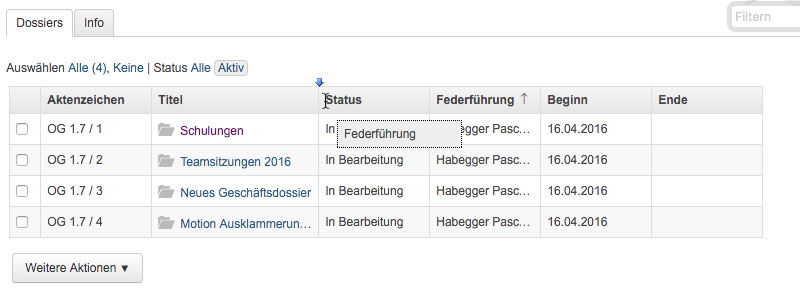 Dossiers Info
Filtern
Auswählen Alle (4), Keine | Status Alle Aktiv
Aktenzeichen Titel Status Federführung ↑ Beginn Ende
OG 1.7 / 1 Schulungen In Federführung egger Pasc... 16.04.2016
OG 1.7 / 2 Teamsitzungen 2016 In Bearbeitung Habegger Pasc... 16.04.2016
OG 1.7 / 3 Neues Geschäftsdossier In Bearbeitung Habegger Pasc... 16.04.2016
OG 1.7 / 4 Motion Ausklammerun... In Bearbeitung Habegger Pasc... 16.04.2016
Weitere Aktionen ▼